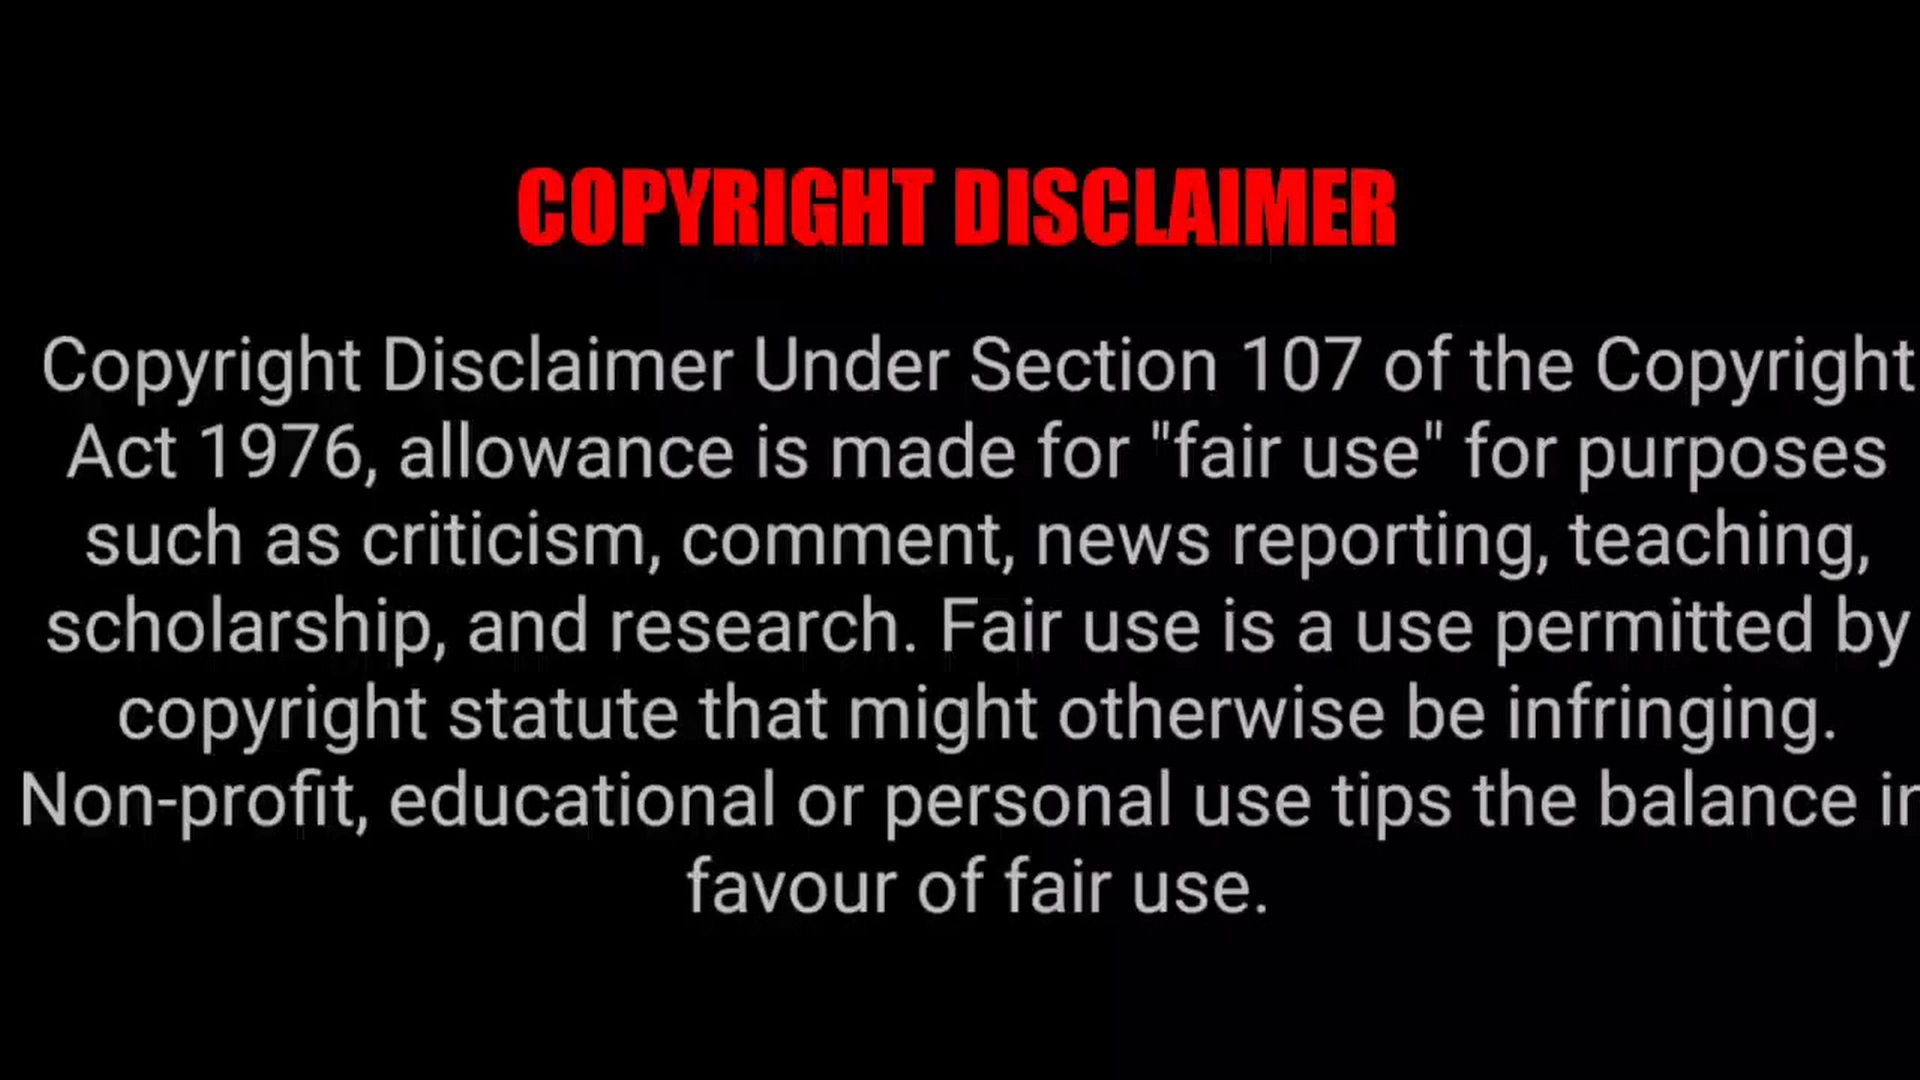 COPYRIGHT DISCLAIMER
Copyright Disclaimer Under Section 107 of the Copyright
Act 1976, allowance is made for "fair use" for purposes
such as criticism, comment, news reporting, teaching,
scholarship, and research. Fair use is a use permitted by
copyright statute that might otherwise be infringing.
Non-profit, educational or personal use tips the balance in
favour of fair use.